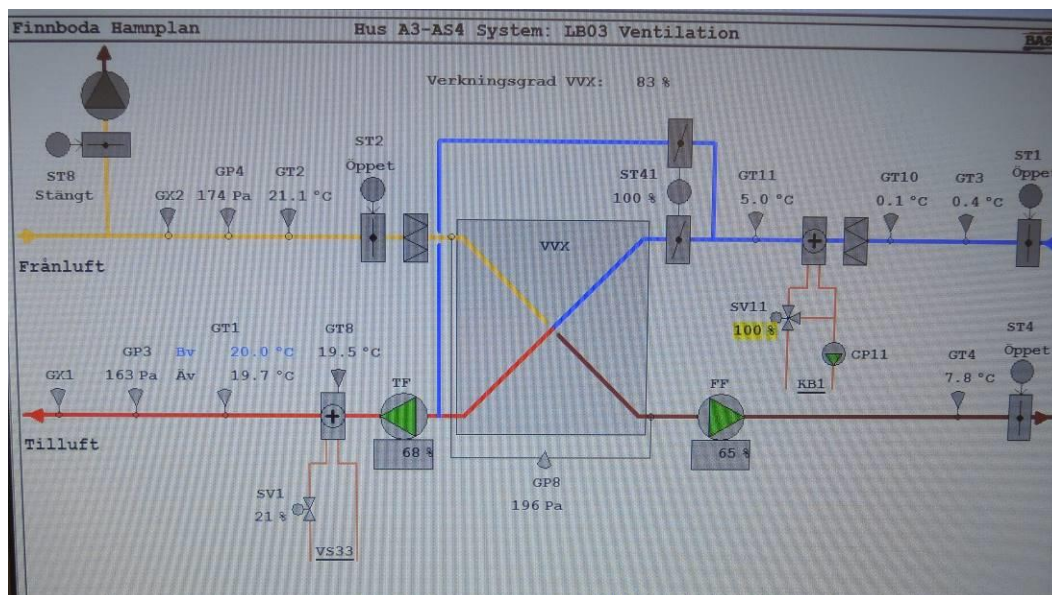 Finnboda Hamnplan
Hus A3-AS4 System: LB03 Ventilation
BAS
Verkningsgrad VVX: 83 %
ST8
Stängt
GX2
GP4
174 Pa
GT2
21.1 °C
ST2
Öppet
VVX
ST41
100 %
GT11
5.0 °C
GT10
0.1 °C
GT3
0.4 °C
ST1
Öppet
Frånluft
SV11
100 %
CP11
KB1
GX1
GP3
163 Pa
GT1
Bv 20.0 °C
Äv 19.7 °C
GT8
19.5 °C
TF
68 %
FF
65 %
GT4
7.8 °C
ST4
Öppet
Tilluft
GP8
196 Pa
SV1
21 %
VS33